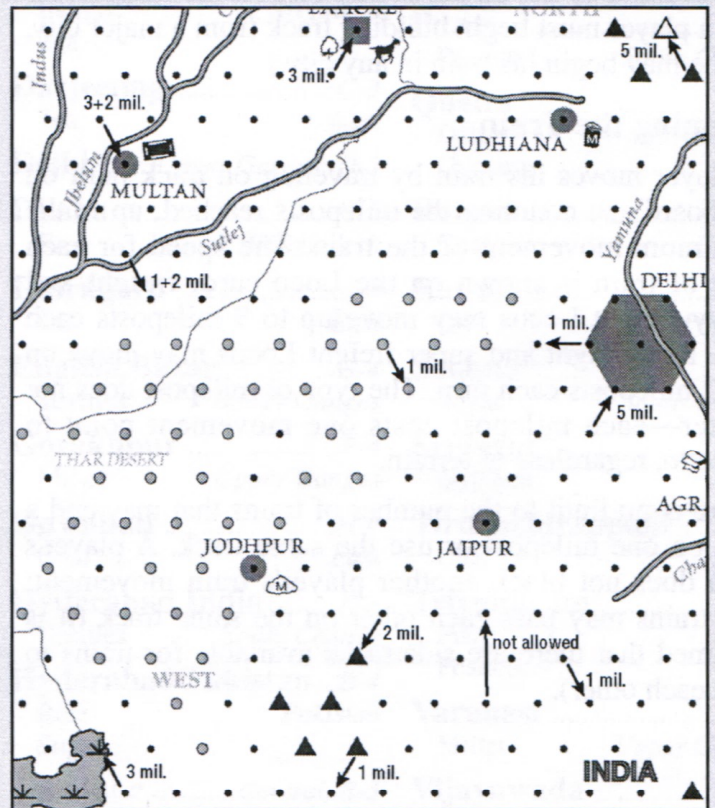 NORTH
Indus
5 mil.
3 mil.
3+2 mil.
LUDHIANA
M
Jhelum
MULTAN
Yamuna
Sutlej
1+2 mil.
DELHI
1 mil.
1 mil.
5 mil.
THAR DESERT
AGR
JODHPUR
JAIPUR
Cha
M
2 mil.
not allowed
WEST
1 mil.
3 mil.
1 mil.
INDIA